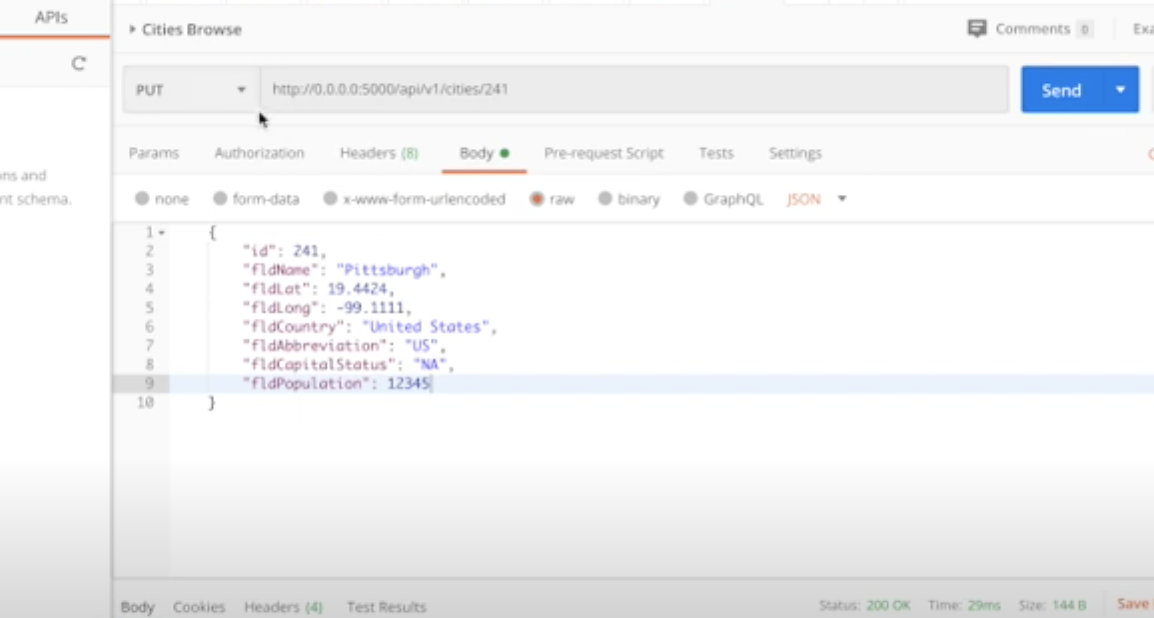 APIs
Cities Browse
Comments 0
PUT
http://0.0.0.0:5000/api/v1/cities/241
Send
Params Authorization Headers (8) Body Pre-request Script Tests Settings
ons and
nt schema.
none form-data x-www-form-urlencoded raw binary GraphQL JSON
1 {
2 "id": 241,
3 "fldName": "Pittsburgh",
4 "fldLat": 19.4424,
5 "fldLong": -99.1111,
6 "fldCountry": "United States",
7 "fldAbbreviation": "US",
8 "fldCapitalStatus": "NA",
9 "fldPopulation": 12345
10 }
Body Cookies Headers (4) Test Results Status: 200 OK Time: 29ms Size: 144 B Save